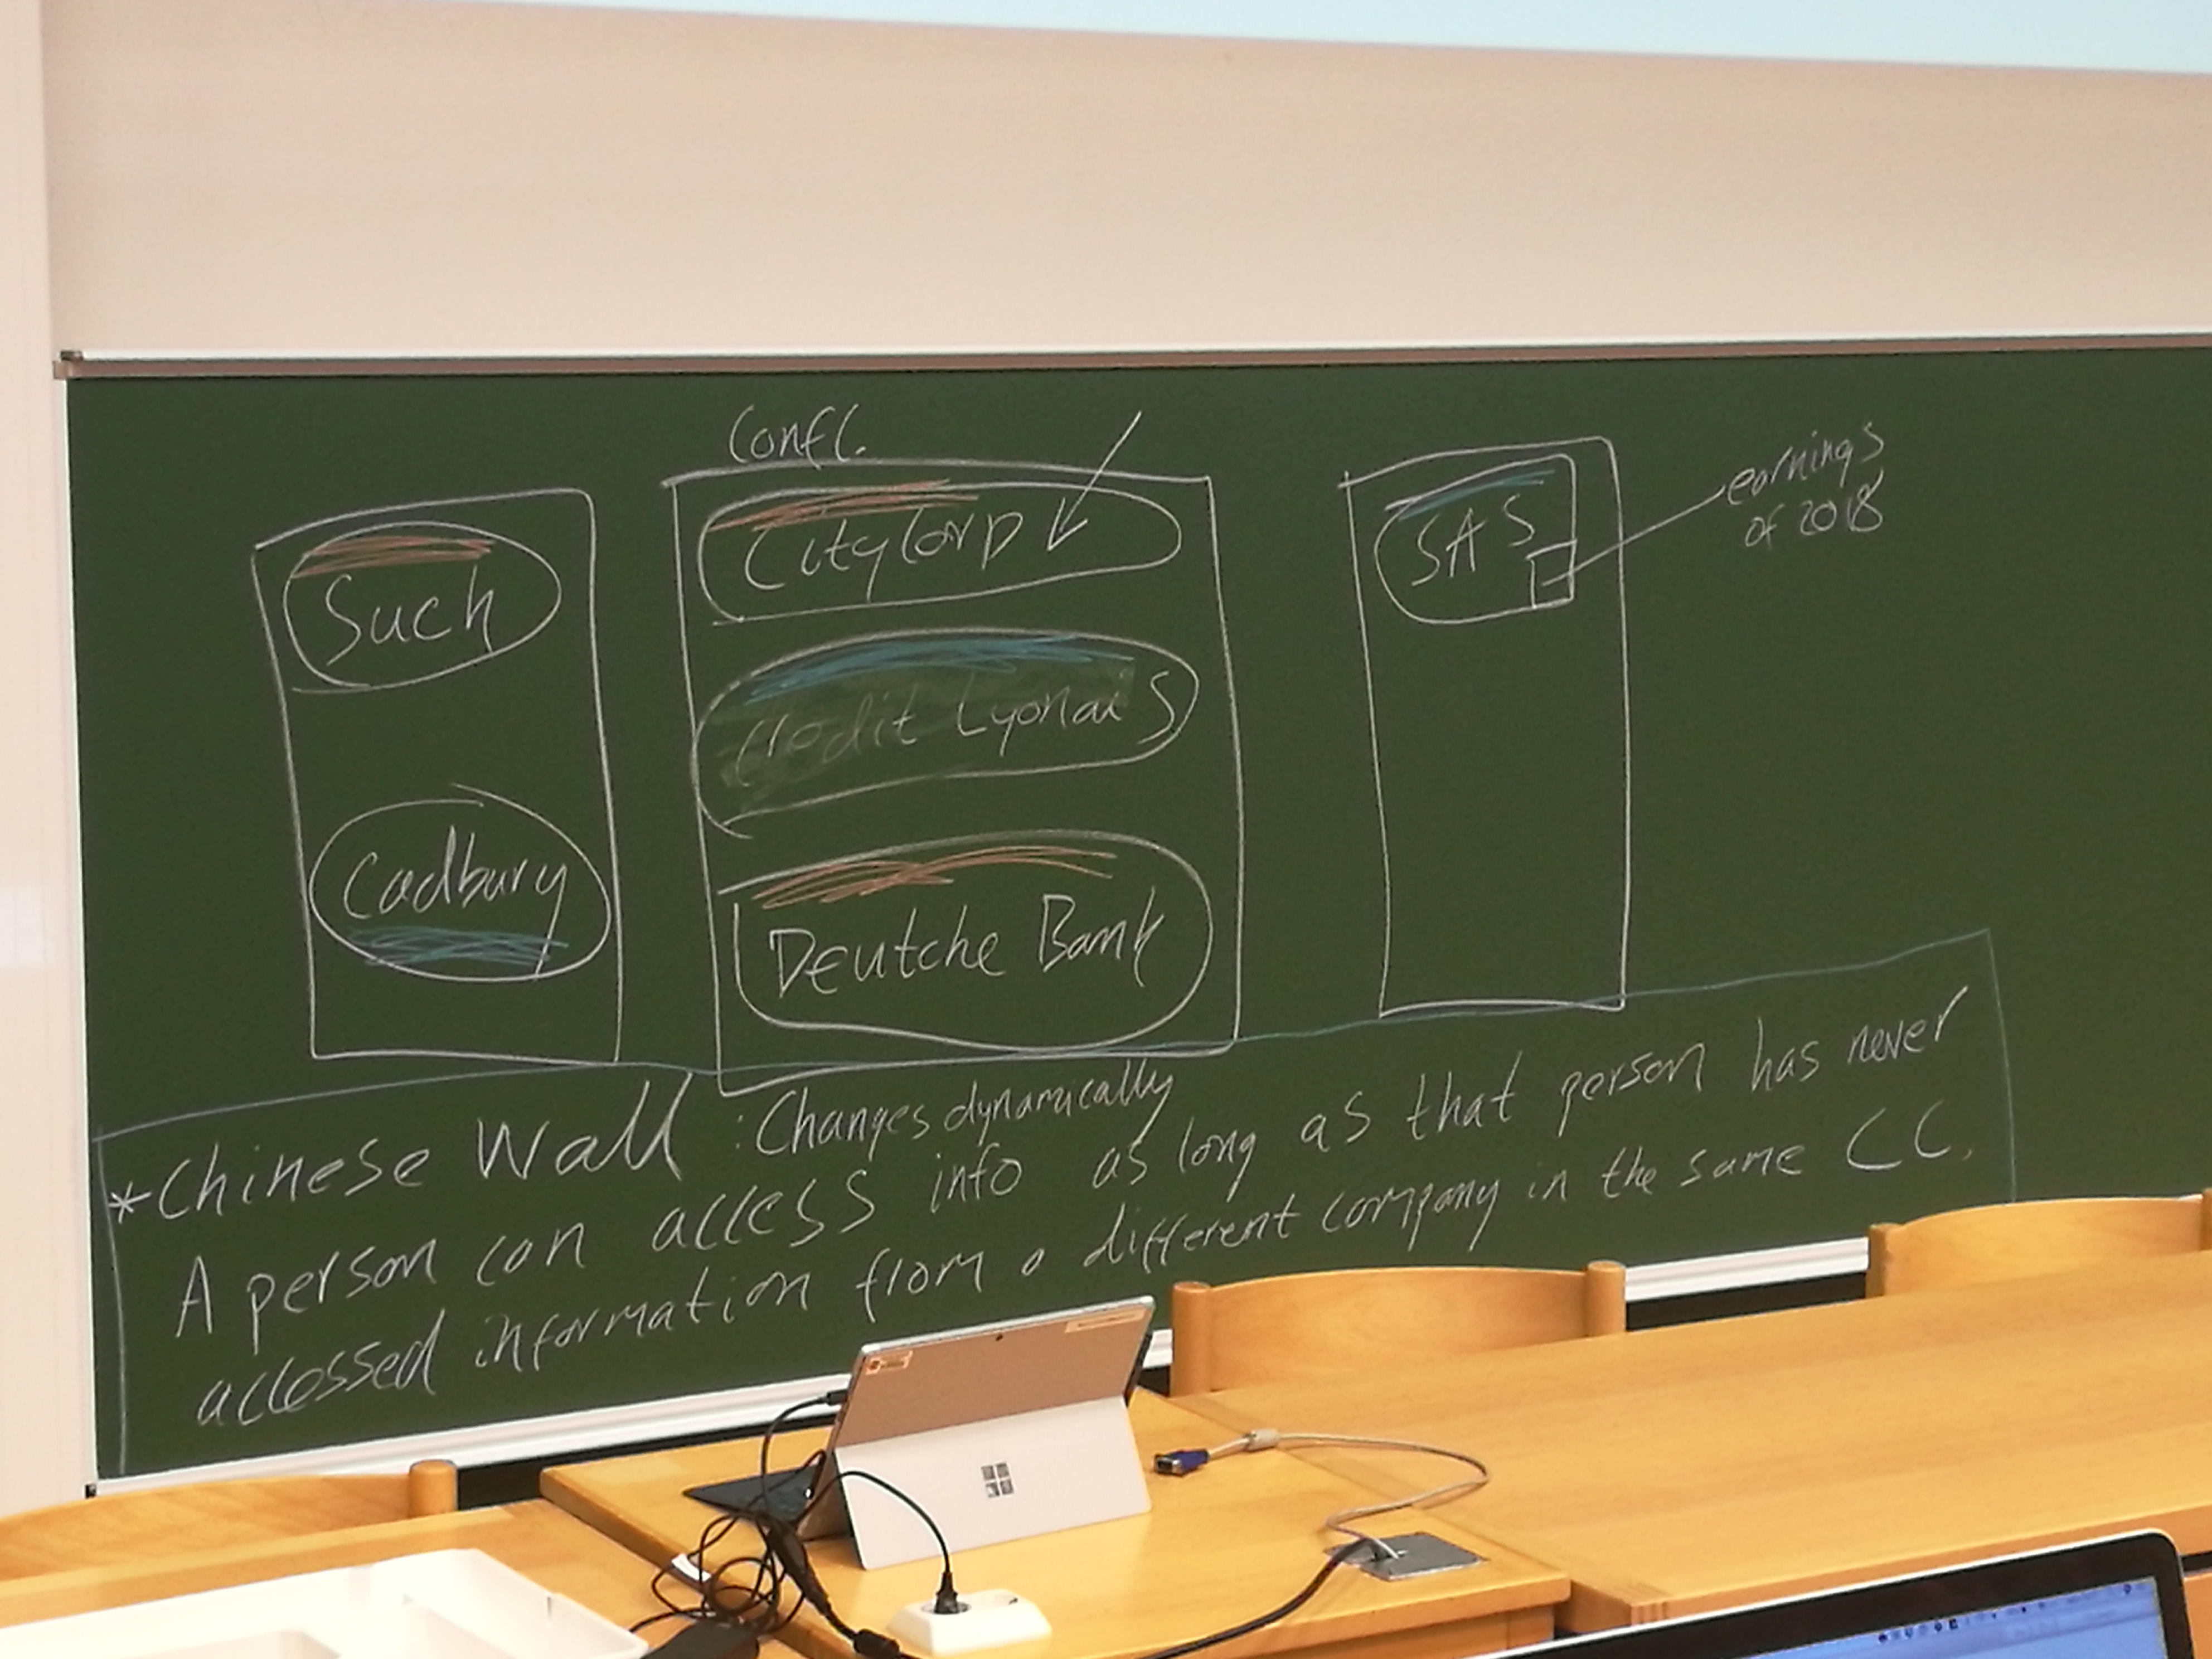 Confl.
Such
Cadbury
CityCorp
Credit Lyonais
Deutche Bank
SAS
earnings
of 2018
*Chinese Wall : Changes dynamically
A person can access info as long as that person has never
accessed information from a different company in the same CC.